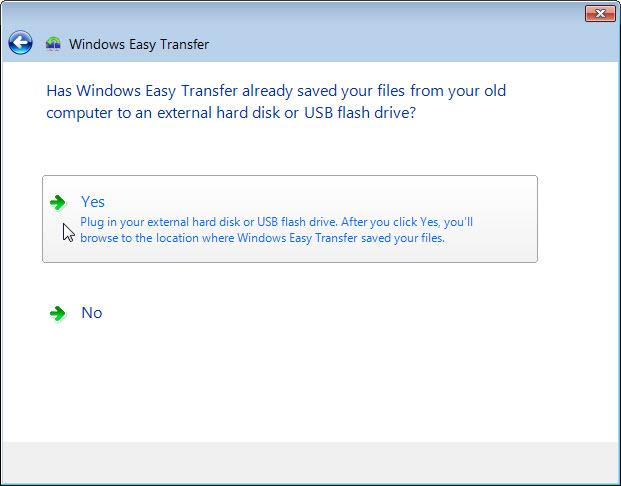 Windows Easy Transfer
Has Windows Easy Transfer already saved your files from your old
computer to an external hard disk or USB flash drive?
Yes
Plug in your external hard disk or USB flash drive. After you click Yes, you'll
browse to the location where Windows Easy Transfer saved your files.
No